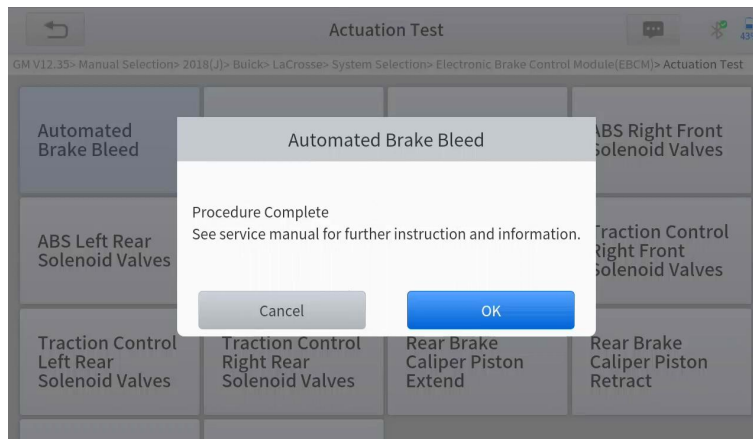 Actuation Test
43%
GM V12.35> Manual Selection> 2018(J)> Buick> LaCrosse> System Selection> Electronic Brake Control Module(EBCM)> Actuation Test
Automated
Brake Bleed
ABS Right Front
Solenoid Valves
Automated Brake Bleed
Procedure Complete
See service manual for further instruction and information.
Cancel
OK
ABS Left Rear
Solenoid Valves
Traction Control
Right Front
Solenoid Valves
Traction Control
Left Rear
Solenoid Valves
Traction Control
Right Rear
Solenoid Valves
Rear Brake
Caliper Piston
Extend
Rear Brake
Caliper Piston
Retract